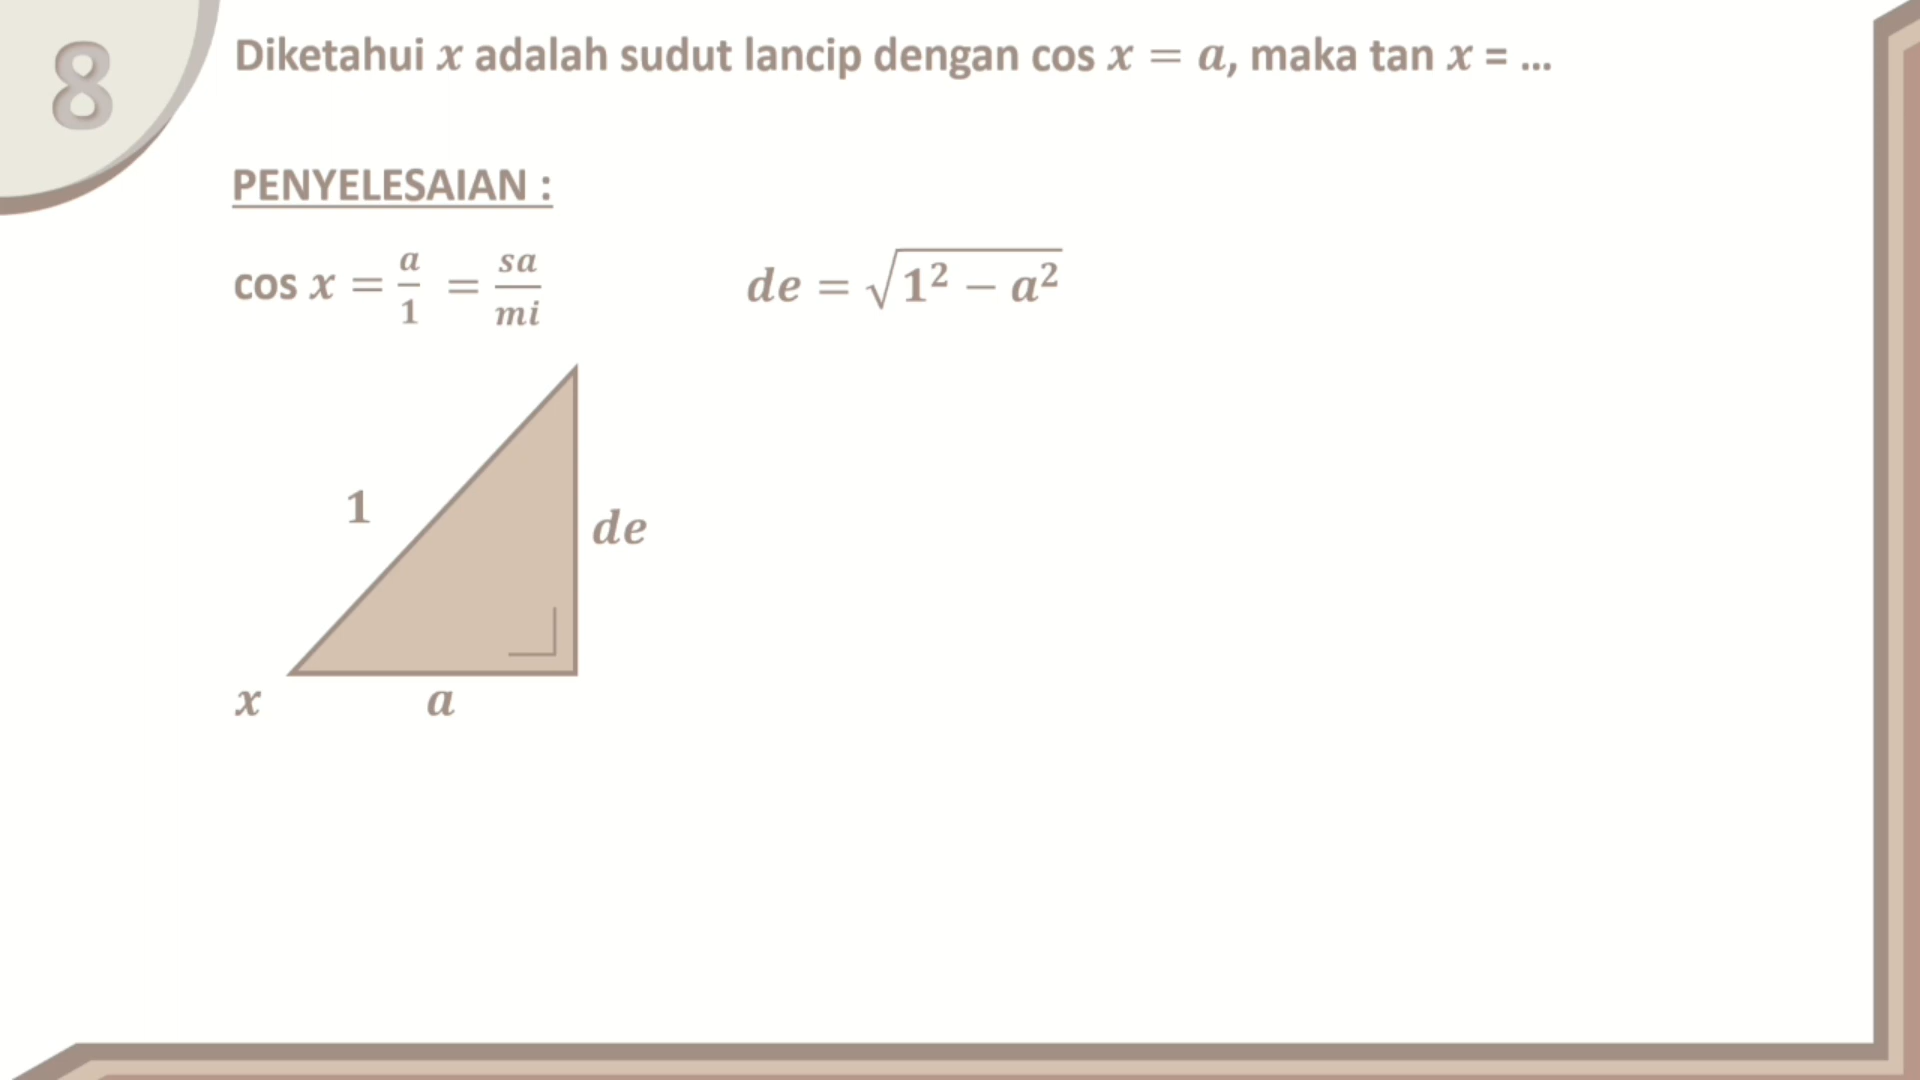 8
Diketahui x adalah sudut lancip dengan cos x = a, maka tan x = ...
PENYELESAIAN :
cos x = a/1 = sa/mi
de = √(1² − a²)
1
de
x
a